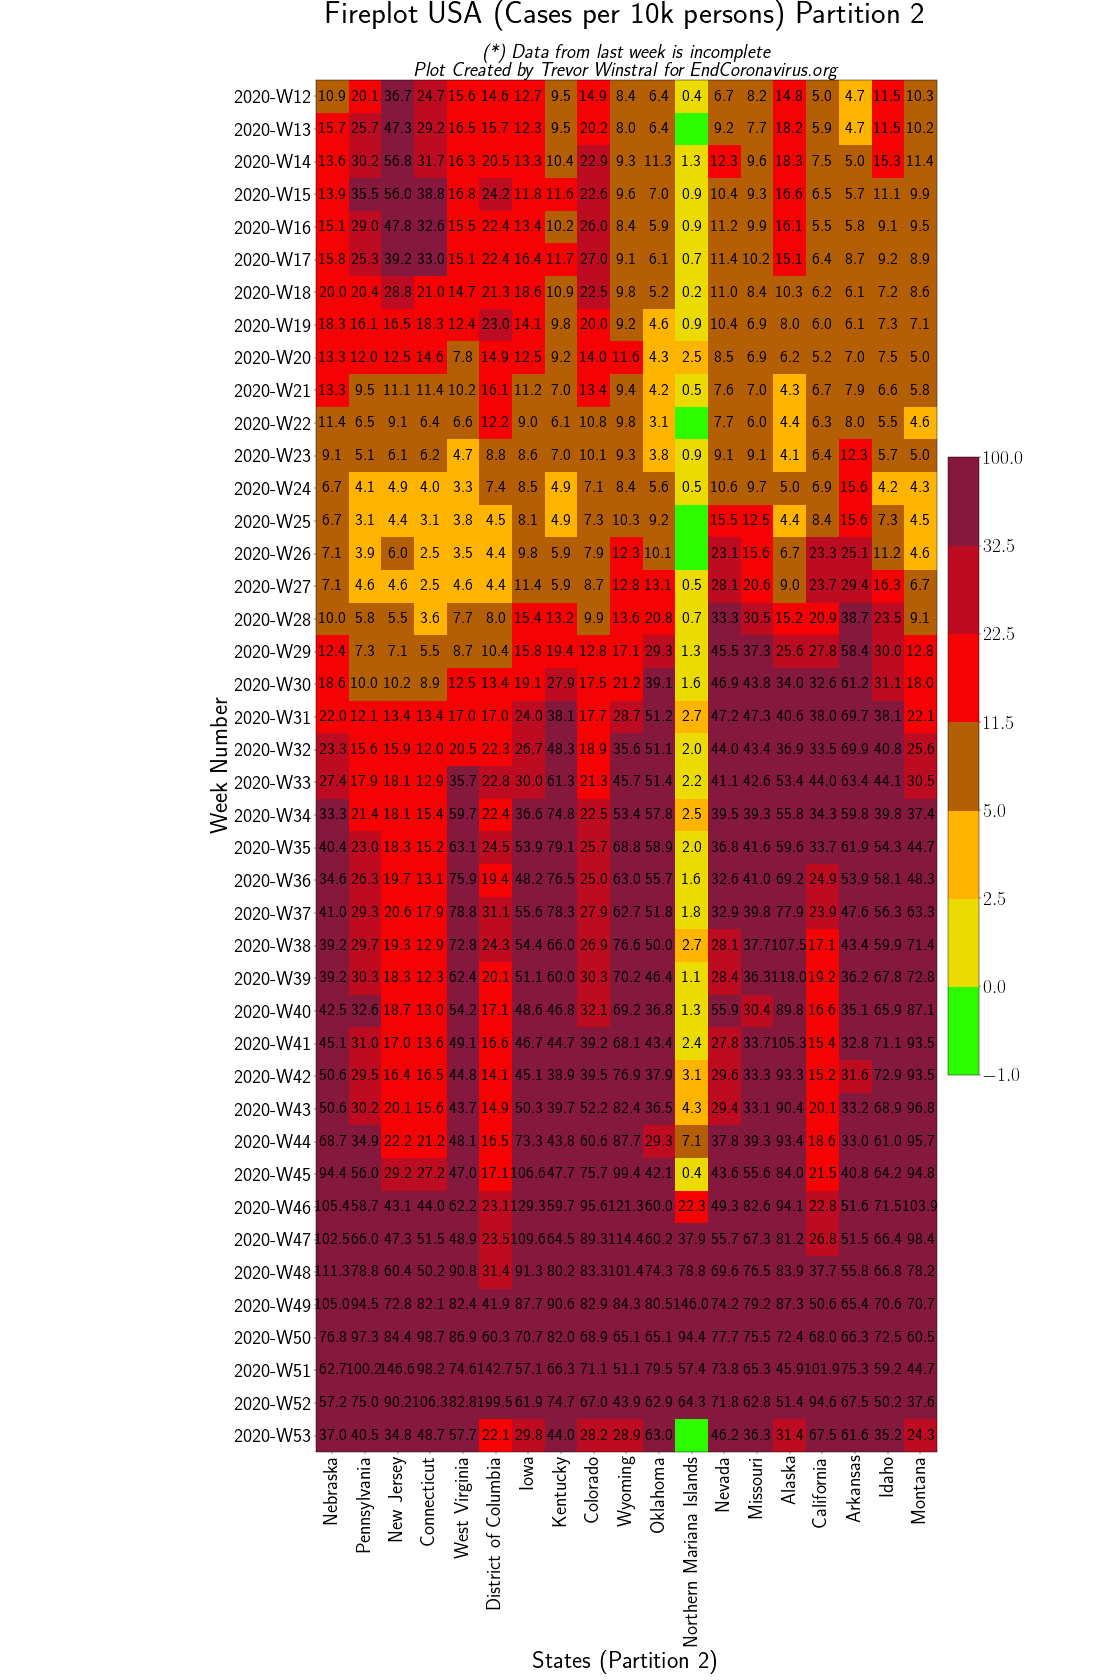 Fireplot USA (Cases per 10k persons) Partition 2
(*) Data from last week is incomplete
Plot Created by Trevor Winstral for EndCoronavirus.org
2020-W12 10.9 20.1 36.7 24.7 15.6 14.6 12.7 9.5 14.9 8.4 6.4 0.4 6.7 8.2 14.8 5.0 4.7 11.5 10.3
2020-W13 15.7 25.7 47.3 29.2 16.5 15.7 12.3 9.5 20.2 8.0 6.4 9.2 7.7 18.2 5.9 4.7 11.5 10.2
2020-W14 13.6 30.2 56.8 31.7 16.3 20.5 13.3 10.4 22.9 9.3 11.3 1.3 12.3 9.6 18.3 7.5 5.0 15.3 11.4
2020-W15 13.9 35.5 56.0 38.8 16.8 24.2 11.8 11.6 22.6 9.6 7.0 0.9 10.4 9.3 16.6 6.5 5.7 11.1 9.9
2020-W16 15.1 29.0 47.8 32.6 15.5 22.4 13.4 10.2 26.0 8.4 5.9 0.9 11.2 9.9 16.1 5.5 5.8 9.1 9.5
2020-W17 15.8 25.3 39.2 33.0 15.1 22.4 16.4 11.7 27.0 9.1 6.1 0.7 11.4 10.2 15.1 6.4 8.7 9.2 8.9
2020-W18 20.0 20.4 28.8 21.0 14.7 21.3 18.6 10.9 22.5 9.8 5.2 0.2 11.0 8.4 10.3 6.2 6.1 7.2 8.6
2020-W19 18.3 16.1 16.5 18.3 12.4 23.0 14.1 9.8 20.0 9.2 4.6 0.9 10.4 6.9 8.0 6.0 6.1 7.3 7.1
2020-W20 13.3 12.0 12.5 14.6 7.8 14.9 12.5 9.2 14.0 11.6 4.3 2.5 8.5 6.9 6.2 5.2 7.0 7.5 5.0
2020-W21 13.3 9.5 11.1 11.4 10.2 16.1 11.2 7.0 13.4 9.4 4.2 0.5 7.6 7.0 4.3 6.7 7.9 6.6 5.8
2020-W22 11.4 6.5 9.1 6.4 6.6 12.2 9.0 6.1 10.8 9.8 3.1 7.7 6.0 4.4 6.3 8.0 5.5 4.6
2020-W23 9.1 5.1 6.1 6.2 4.7 8.8 8.6 7.0 10.1 9.3 3.8 0.9 9.1 9.1 4.1 6.4 12.3 5.7 5.0
2020-W24 6.7 4.1 4.9 4.0 3.3 7.4 8.5 4.9 7.1 8.4 5.6 0.5 10.6 9.7 5.0 6.9 15.6 4.2 4.3
2020-W25 6.7 3.1 4.4 3.1 3.8 4.5 8.1 4.9 7.3 10.3 9.2 15.5 12.5 4.4 8.4 15.6 7.3 4.5
2020-W26 7.1 3.9 6.0 2.5 3.5 4.4 9.8 5.9 7.9 12.3 10.1 23.1 15.6 6.7 23.3 25.1 11.2 4.6
2020-W27 7.1 4.6 4.6 2.5 4.6 4.4 11.4 5.9 8.7 12.8 13.1 0.5 28.1 20.6 9.0 23.7 29.4 16.3 6.7
2020-W28 10.0 5.8 5.5 3.6 7.7 8.0 15.4 13.2 9.9 13.6 20.8 0.7 33.3 30.5 15.2 20.9 38.7 23.5 9.1
2020-W29 12.4 7.3 7.1 5.5 8.7 10.4 15.8 19.4 12.8 17.1 29.3 1.3 45.5 37.3 25.6 27.8 58.4 30.0 12.8
2020-W30 18.6 10.0 10.2 8.9 12.5 13.4 19.1 27.9 17.5 21.2 39.1 1.6 46.9 43.8 34.0 32.6 61.2 31.1 18.0
2020-W31 22.0 12.1 13.4 13.4 17.0 17.0 24.0 38.1 17.7 28.7 51.2 2.7 47.2 47.3 40.6 38.0 69.7 38.1 22.1
2020-W32 23.3 15.6 15.9 12.0 20.5 22.3 26.7 48.3 18.9 35.6 51.1 2.0 44.0 43.4 36.9 33.5 69.9 40.8 25.6
2020-W33 27.4 17.9 18.1 12.9 35.7 22.8 30.0 61.3 21.3 45.7 51.4 2.2 41.1 42.6 53.4 44.0 63.4 44.1 30.5
2020-W34 33.3 21.4 18.1 15.4 59.7 22.4 36.6 74.8 22.5 53.4 57.8 2.5 39.5 39.3 55.8 34.3 59.8 39.8 37.4
2020-W35 40.4 23.0 18.3 15.2 63.1 24.5 53.9 79.1 25.7 68.8 58.9 2.0 36.8 41.6 59.6 33.7 61.9 54.3 44.7
2020-W36 34.6 26.3 19.7 13.1 75.9 19.4 48.2 76.5 25.0 63.0 55.7 1.6 32.6 41.0 69.2 24.9 53.9 58.1 48.3
2020-W37 41.0 29.3 20.6 17.9 78.8 31.1 55.6 78.3 27.9 62.7 51.8 1.8 32.9 39.8 77.9 23.9 47.6 56.3 63.3
2020-W38 39.2 29.7 19.3 12.9 72.8 24.3 54.4 66.0 26.9 76.6 50.0 2.7 28.1 37.7 107.5 17.1 43.4 59.9 71.4
2020-W39 39.2 30.3 18.3 12.3 62.4 20.1 51.1 60.0 30.3 70.2 46.4 1.1 28.4 36.3 118.0 19.2 36.2 67.8 72.8
2020-W40 42.5 32.6 18.7 13.0 54.2 17.1 48.6 46.8 32.1 69.2 36.8 1.3 55.9 30.4 89.8 16.6 35.1 65.9 87.1
2020-W41 45.1 31.0 17.0 13.6 49.1 16.6 46.7 44.7 39.2 68.1 43.4 2.4 27.8 33.7 105.3 15.4 32.8 71.1 93.5
2020-W42 50.6 29.5 16.4 16.5 44.8 14.1 45.1 38.9 39.5 76.9 37.9 3.1 29.6 33.3 93.3 15.2 31.6 72.9 93.5
2020-W43 50.6 30.2 20.1 15.6 43.7 14.9 50.3 39.7 52.2 82.4 36.5 4.3 29.4 33.1 90.4 20.1 33.2 68.9 96.8
2020-W44 68.7 34.9 22.2 21.2 48.1 16.5 73.3 43.8 60.6 87.7 29.3 7.1 37.8 39.3 93.4 18.6 33.0 61.0 95.7
2020-W45 94.4 56.0 29.2 27.2 47.0 17.1 106.6 47.7 75.7 99.4 42.1 0.4 43.6 55.6 84.0 21.5 40.8 64.2 94.8
2020-W46 105.4 58.7 43.1 44.0 62.2 23.1 129.3 59.7 95.6 121.3 60.0 22.3 49.3 82.6 94.1 22.8 51.6 71.5 103.9
2020-W47 102.5 66.0 47.3 51.5 48.9 23.5 109.6 64.5 89.3 114.4 60.2 37.9 55.7 67.3 81.2 26.8 51.5 66.4 98.4
2020-W48 111.3 78.8 60.4 50.2 90.8 31.4 91.3 80.2 83.3 101.4 74.3 78.8 69.6 76.5 83.9 37.7 55.8 66.8 78.2
2020-W49 105.0 94.5 72.8 82.1 82.4 41.9 87.7 90.6 82.9 84.3 80.5 146.0 74.2 79.2 87.3 50.6 65.4 70.6 70.7
2020-W50 76.8 97.3 84.4 98.7 86.9 60.3 70.7 82.0 68.9 65.1 65.1 94.4 77.7 75.5 72.4 68.0 66.3 72.5 60.5
2020-W51 62.7 100.2 146.6 98.2 74.6 142.7 57.1 66.3 71.1 51.1 79.5 57.4 73.8 65.3 45.9 101.9 75.3 59.2 44.7
2020-W52 57.2 75.0 90.2 106.3 82.8 199.5 61.9 74.7 67.0 43.9 62.9 64.3 71.8 62.8 51.4 94.6 67.5 50.2 37.6
2020-W53 37.0 40.5 34.8 48.7 57.7 22.1 29.8 44.0 28.2 28.9 63.0 46.2 36.3 31.4 67.5 61.6 35.2 24.3
Week Number
Nebraska
Pennsylvania
New Jersey
Connecticut
West Virginia
District of Columbia
Iowa
Kentucky
Colorado
Wyoming
Oklahoma
Northern Mariana Islands
Nevada
Missouri
Alaska
California
Arkansas
Idaho
Montana
States (Partition 2)
100.0
32.5
22.5
11.5
5.0
2.5
0.0
−1.0